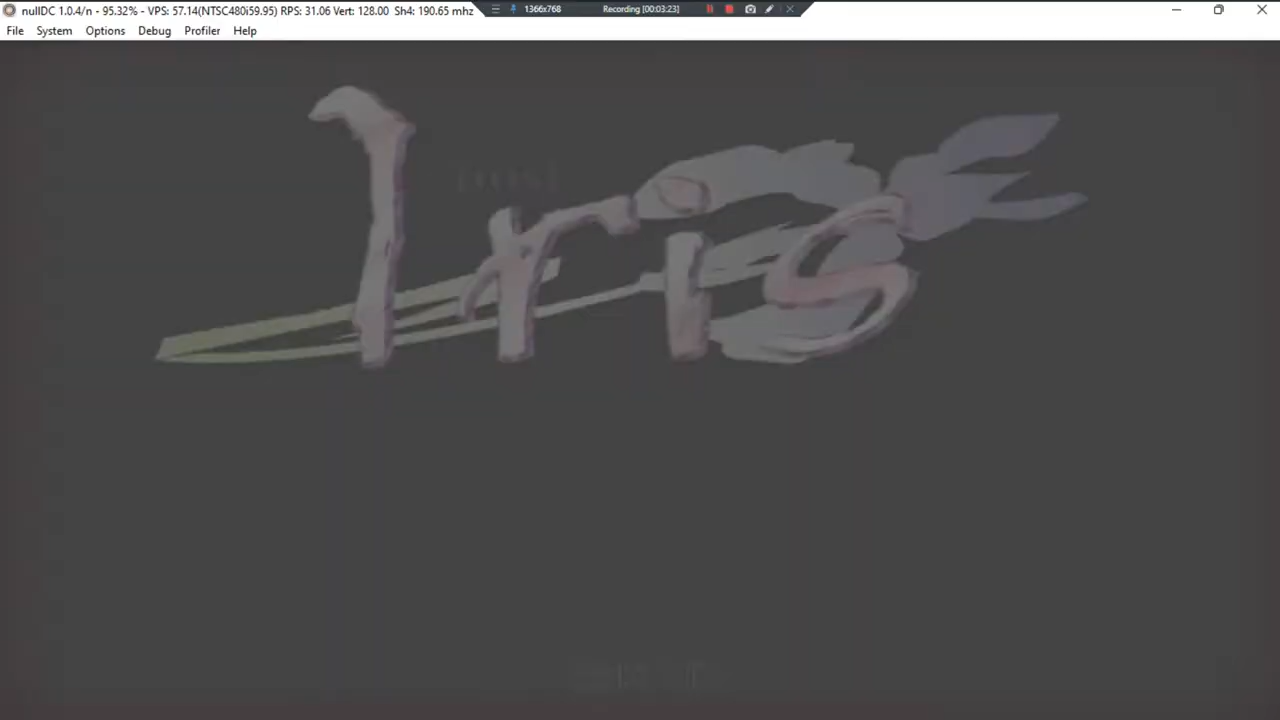 nullDC 1.0.4/n - 95.32% - VPS: 57.14(NTSC480i59.95) RPS: 31.06 Vert: 128.00 Sh4: 190.65 mhz
1366x768
Recording [00:03:23]
File System Options Debug Profiler Help
Iris